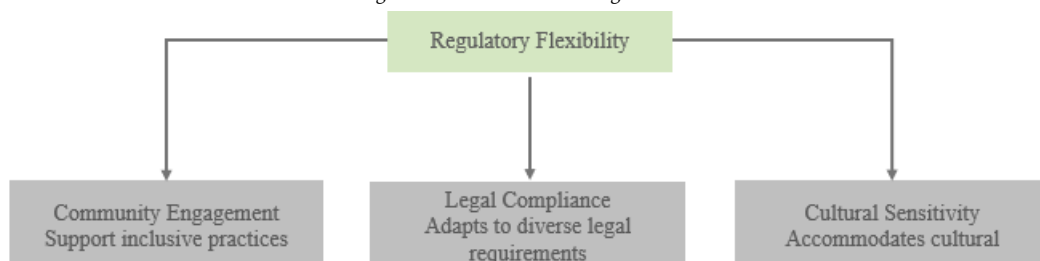 Regulatory Flexibility
Community Engagement
Support inclusive practices
Legal Compliance
Adapts to diverse legal
requirements
Cultural Sensitivity
Accommodates cultural